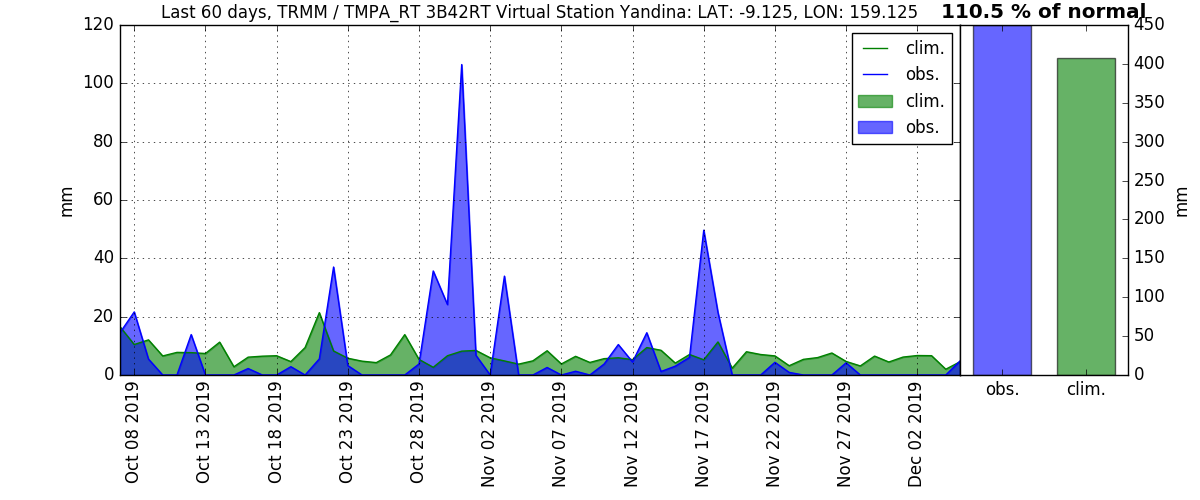 Last 60 days, TRMM / TMPA_RT 3B42RT Virtual Station Yandina: LAT: -9.125, LON: 159.125
110.5 % of normal
120
100
80
60
40
20
0
mm
clim.
obs.
clim.
obs.
450
400
350
300
250
200
150
100
50
0
mm
obs.
clim.
Oct 08 2019
Oct 13 2019
Oct 18 2019
Oct 23 2019
Oct 28 2019
Nov 02 2019
Nov 07 2019
Nov 12 2019
Nov 17 2019
Nov 22 2019
Nov 27 2019
Dec 02 2019